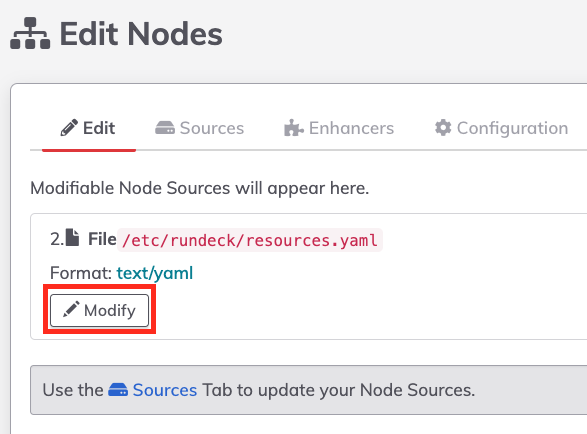 Edit Nodes
Edit Sources Enhancers Configuration
Modifiable Node Sources will appear here.
2. File /etc/rundeck/resources.yaml
Format: text/yaml
Modify
Use the Sources Tab to update your Node Sources.